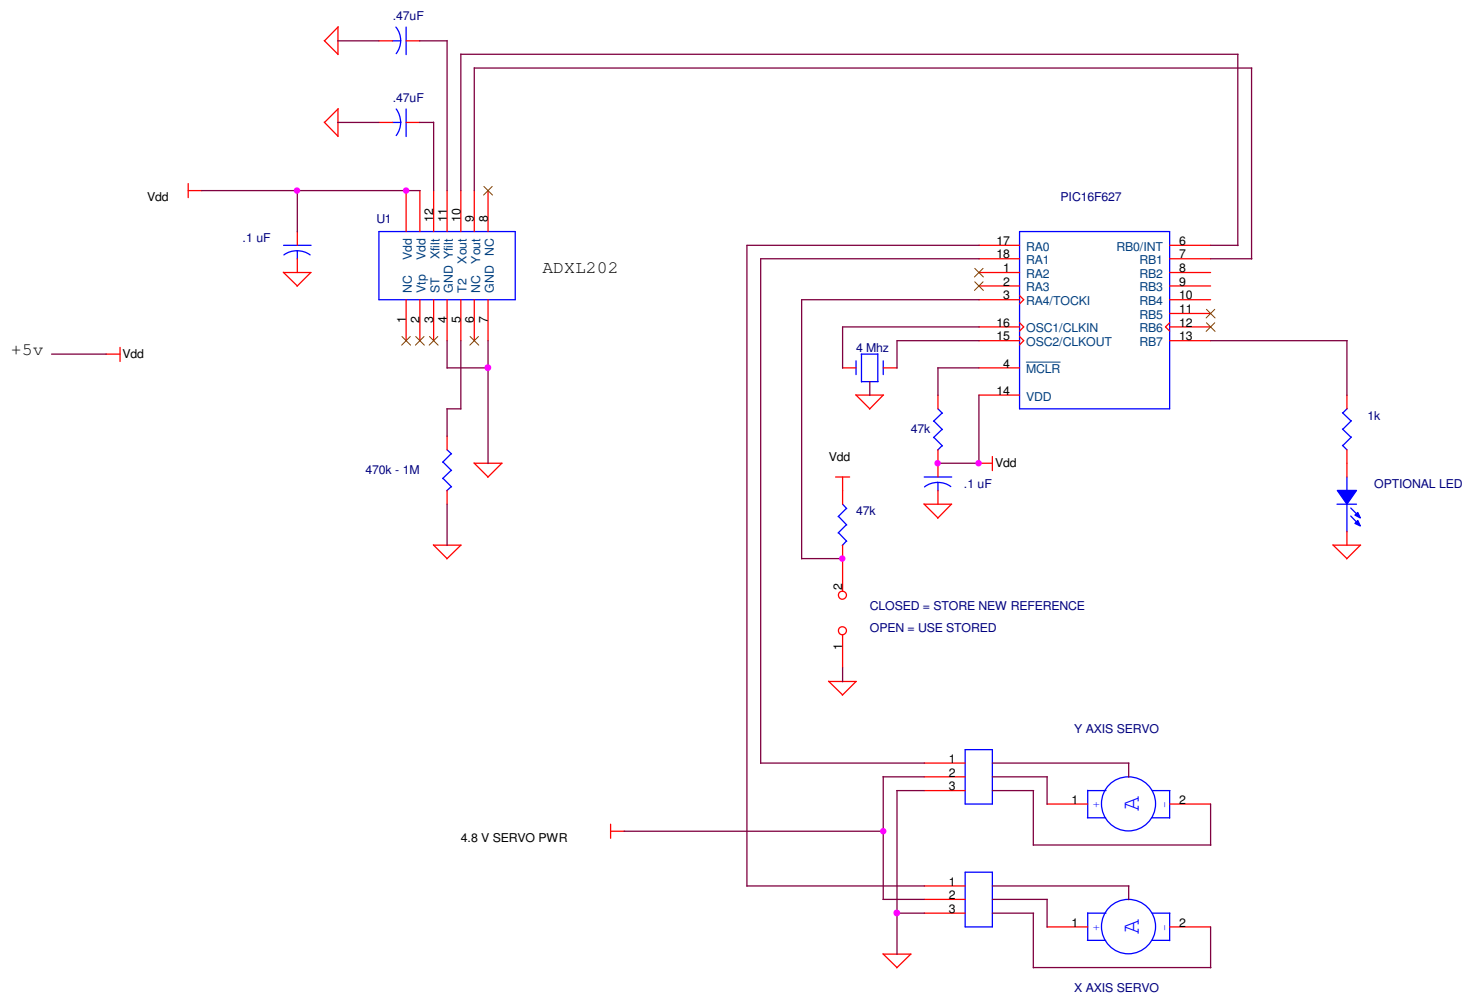 .47uF
.47uF
Vdd
.1 uF
U1
12
11
10
9
8
Vdd
Vdd
Xfilt
Yfilt
Xout
Yout
NC
NC
Vtp
ST
GND
T2
NC
GND
1
2
3
4
5
6
7
ADXL202
+5v
Vdd
470k - 1M
PIC16F627
17
RA0
RB0/INT
6
18
RA1
RB1
7
1
RA2
RB2
8
2
RA3
RB3
9
3
RA4/TOCKI
RB4
10
RB5
11
16
OSC1/CLKIN
RB6
12
15
OSC2/CLKOUT
RB7
13
4
MCLR
14
VDD
4 Mhz
47k
Vdd
.1 uF
Vdd
47k
1k
OPTIONAL LED
2
CLOSED = STORE NEW REFERENCE
OPEN = USE STORED
1
Y AXIS SERVO
1
2
3
1
+
A
-
2
4.8 V SERVO PWR
1
2
3
1
+
A
-
2
X AXIS SERVO